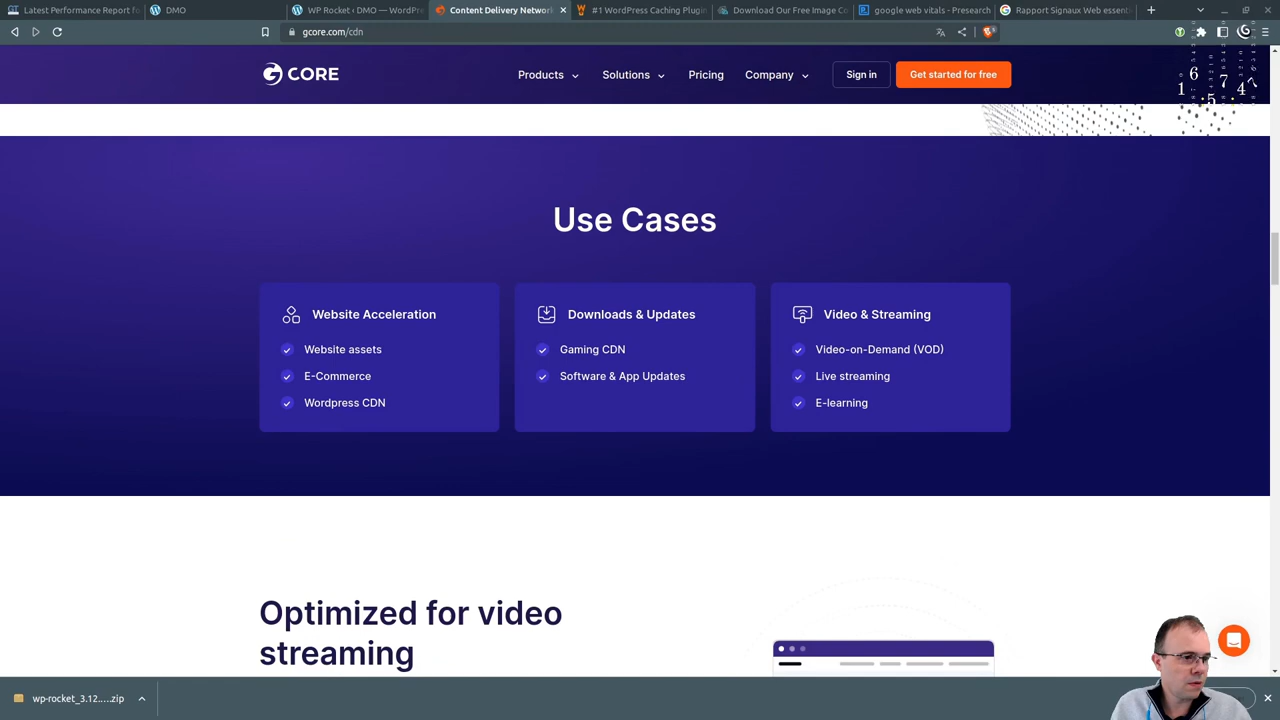 Latest Performance Report fo
DMO
WP Rocket ‹ DMO — WordPre
Content Delivery Network
#1 WordPress Caching Plugin
Download Our Free Image Co
google web vitals - Presearch
Rapport Signaux Web essent
gcore.com/cdn
CORE
Products
Solutions
Pricing
Company
Sign in
Get started for free
Use Cases
Website Acceleration
Website assets
E-Commerce
Wordpress CDN
Downloads & Updates
Gaming CDN
Software & App Updates
Video & Streaming
Video-on-Demand (VOD)
Live streaming
E-learning
Optimized for video
streaming
wp-rocket_3.12....zip